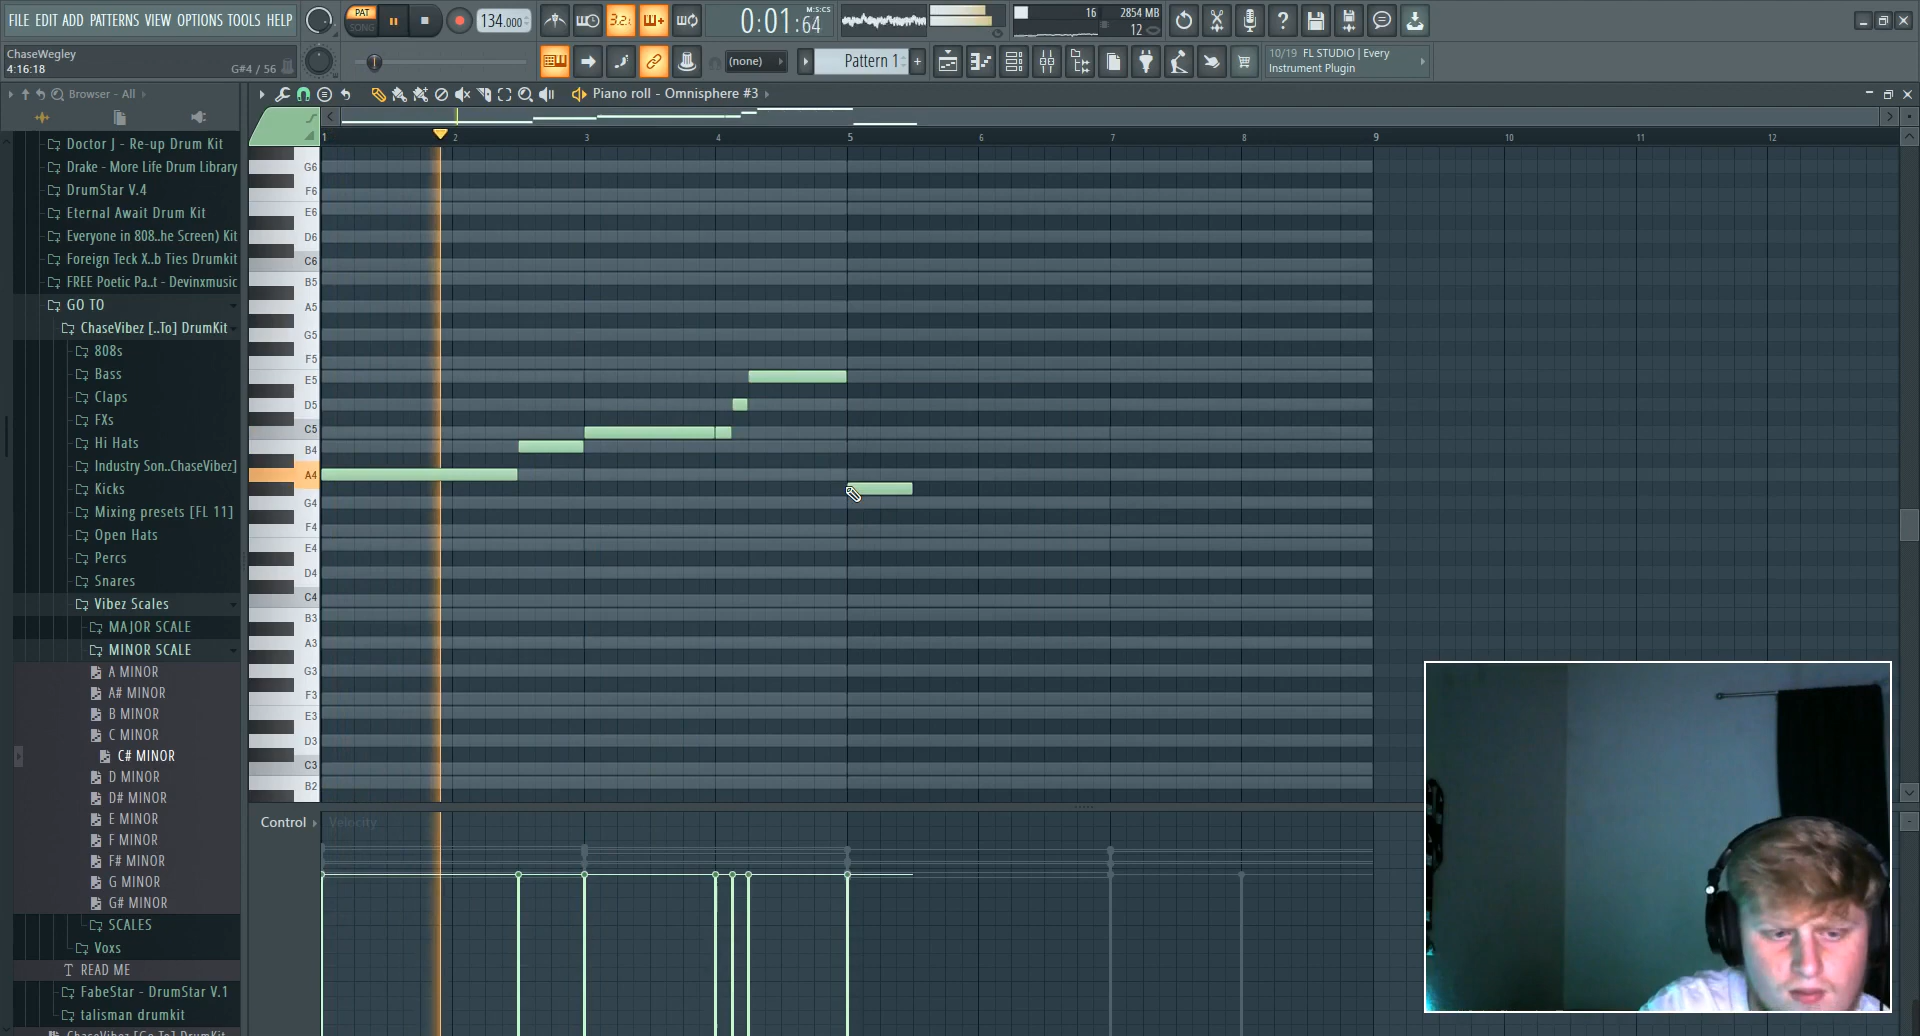 FILE EDIT ADD PATTERNS VIEW OPTIONS TOOLS HELP
PAT
SONG
134.000
3.2.
0:01:64
M:S:CS
16
2854 MB
12
ChaseWegley
4:16:18
G#4 / 56
(none)
Pattern 1
10/19 FL STUDIO | Every
Instrument Plugin
Browser - All
Piano roll - Omnisphere #3
1 2 3 4 5 6 7 8 9 10 11 12
Doctor J - Re-up Drum Kit
Drake - More Life Drum Library
DrumStar V.4
Eternal Await Drum Kit
Everyone in 808..he Screen) Kit
Foreign Teck X..b Ties Drumkit
FREE Poetic Pa..t - Devinxmusic
GO TO
ChaseVibez [..To] DrumKit
808s
Bass
Claps
FXs
Hi Hats
Industry Son..ChaseVibez]
Kicks
Mixing presets [FL 11]
Open Hats
Percs
Snares
Vibez Scales
MAJOR SCALE
MINOR SCALE
A MINOR
A# MINOR
B MINOR
C MINOR
C# MINOR
D MINOR
D# MINOR
E MINOR
F MINOR
F# MINOR
G MINOR
G# MINOR
SCALES
Voxs
READ ME
FabeStar - DrumStar V.1
talisman drumkit
ChaseVibez [Go To] DrumKit
G6
F6
E6
D6
C6
B5
A5
G5
F5
E5
D5
C5
B4
A4
G4
F4
E4
D4
C4
B3
A3
G3
F3
E3
D3
C3
B2
Control
Velocity